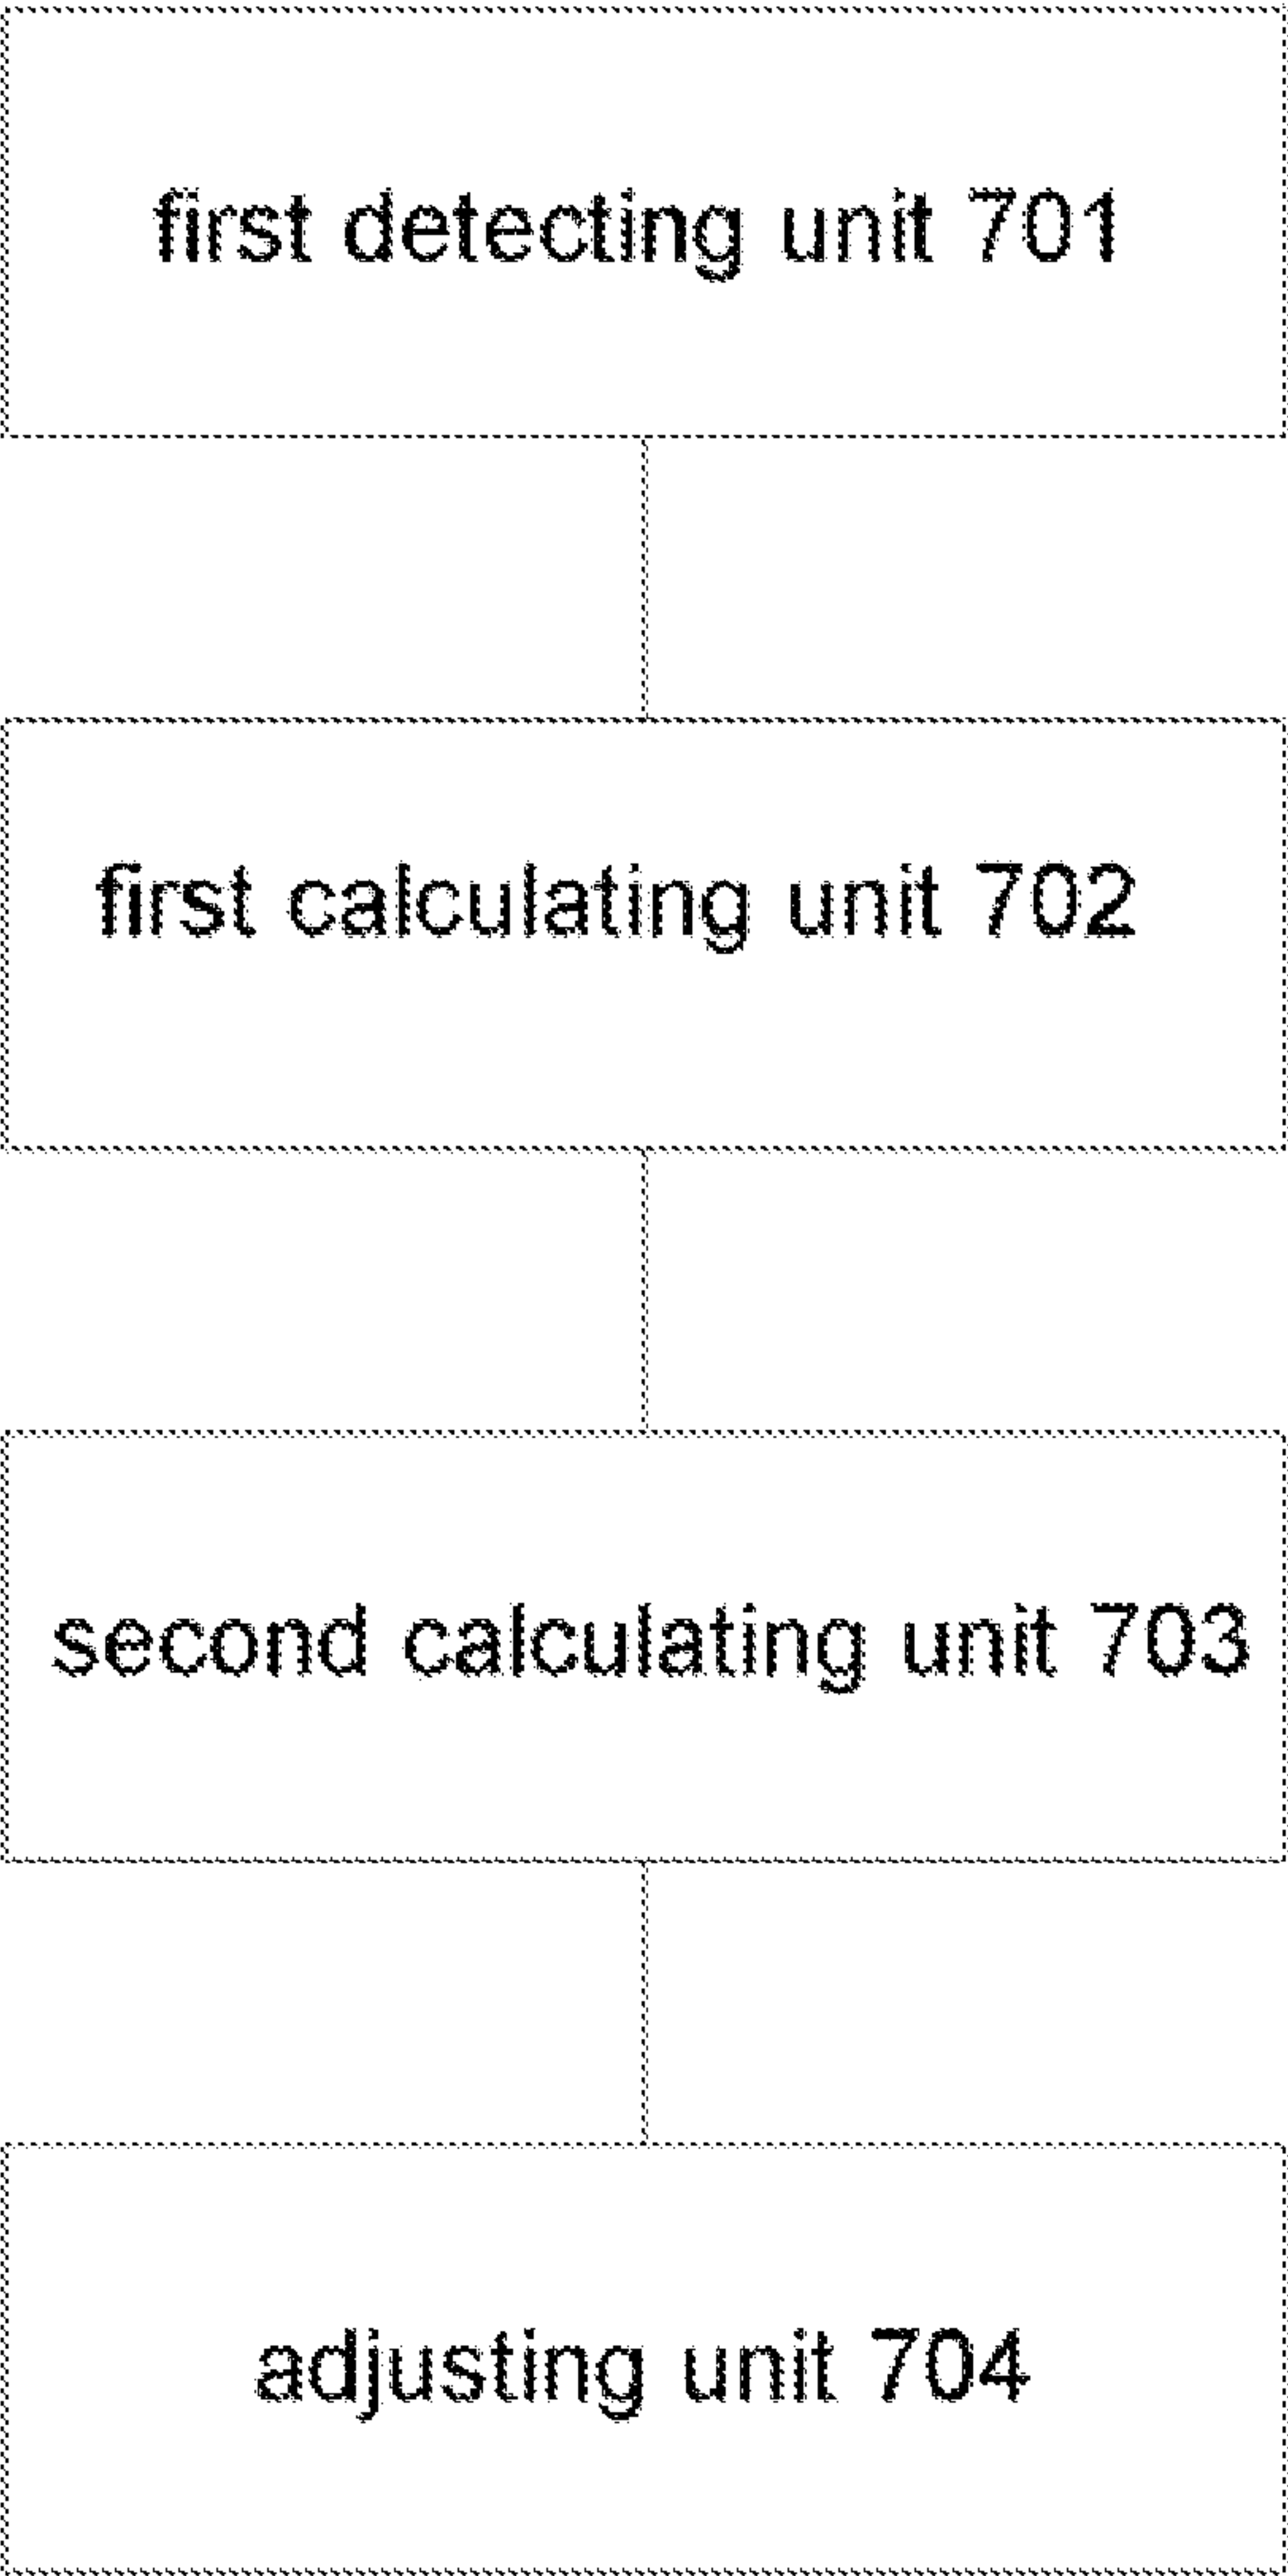 first detecting unit 701
first calculating unit 702
second calculating unit 703
adjusting unit 704